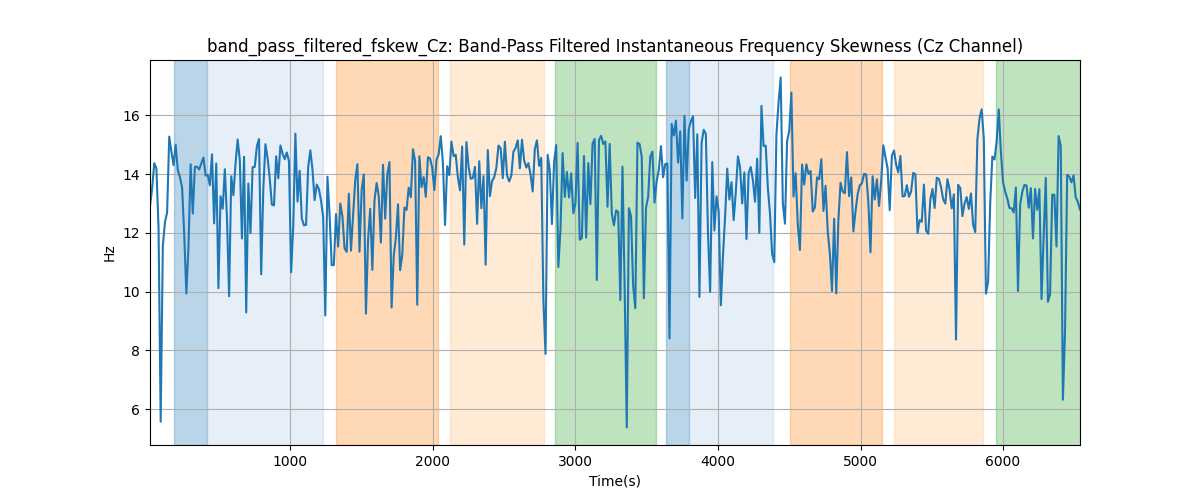 band_pass_filtered_fskew_Cz: Band-Pass Filtered Instantaneous Frequency Skewness (Cz Channel)
16
14
12
10
8
6
Hz
1000 2000 3000 4000 5000 6000
Time(s)